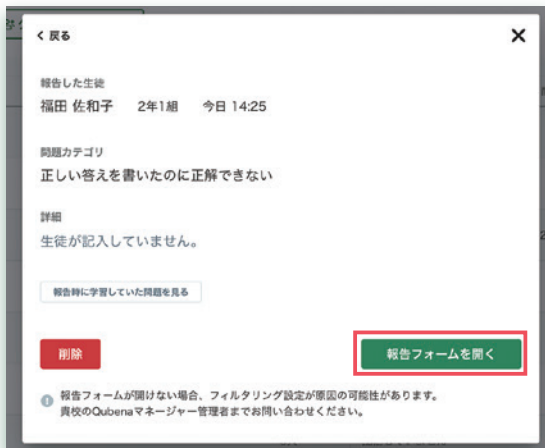 戻る
報告した生徒
福田 佐和子 2年1組 今日 14:25
問題カテゴリ
正しい答えを書いたのに正解できない
詳細
生徒が記入していません。
報告時に学習していた問題を見る
削除 報告フォームを開く
報告フォームが開けない場合、フィルタリング設定が原因の可能性があります。
貴校のQubenaマネージャー管理者までお問い合わせください。